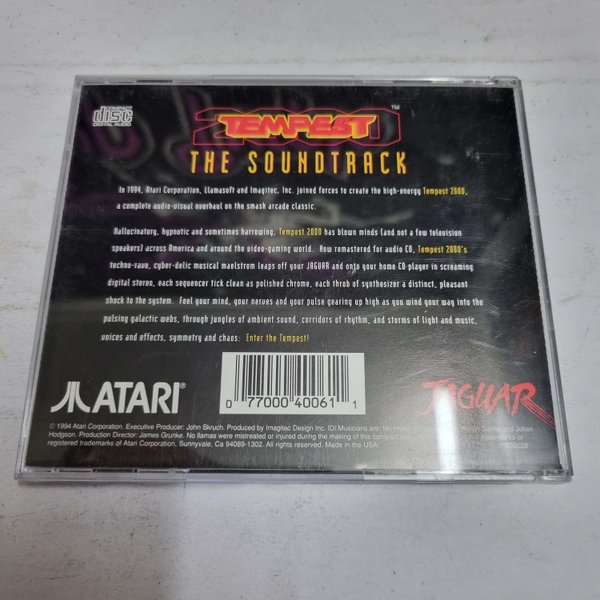 COMPACT
disc
DIGITAL AUDIO
TEMPEST
2000
™
THE SOUNDTRACK
In 1994, Atari Corporation, Llamasoft and Imagitec, Inc. joined forces to create the high-energy Tempest 2000,
a complete audio-visual overhaul on the smash arcade classic.
Hallucinatory, hypnotic and sometimes harrowing, Tempest 2000 has blown minds (and not a few television
speakers) across America and around the video-gaming world. Now remastered for audio CD, Tempest 2000's
techno-rave, cyber-delic musical maelstrom leaps off your JAGUAR and onto your home CD player in screaming
digital stereo, each sequencer tick clean as polished chrome, each throb of synthesizer a distinct, pleasant
shock to the system. Feel your mind, your nerves and your pulse gearing up high as you wind your way into the
pulsing galactic webs, through jungles of ambient sound, corridors of rhythm, and storms of light and music,
voices and effects, symmetry and chaos: Enter the Tempest!
0 77000 40061 1
ATARI®
JAGUAR
© 1994 Atari Corporation. Executive Producer: John Skruch. Produced by Imagitec Design Inc. IDI Musicians are: Ian and Julian
Hodgson. Production Director: James Grunke. No llamas were mistreated or injured during the making of this compact trademarks or
registered trademarks of Atari Corporation, Sunnyvale, Ca 94089-1302. All rights reserved. Made in the USA.